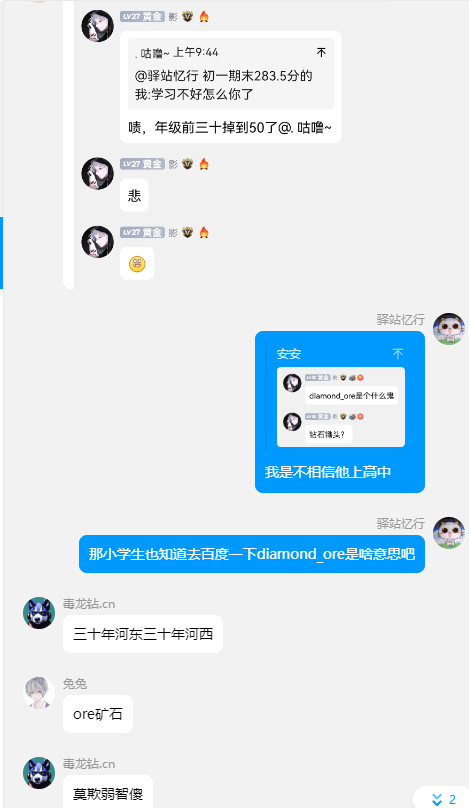 LV27 黄金 影
. 咕噜~ 上午9:44
@驿站忆行 初一期末283.5分的
我:学习不好怎么你了
啧，年级前三十掉到50了@. 咕噜~
LV27 黄金 影
悲
LV27 黄金 影
驿站忆行
安安
diamond_ore是个什么鬼
钻石锄头？
我是不相信他上高中
驿站忆行
那小学生也知道去百度一下diamond_ore是啥意思吧
毒龙钻.cn
三十年河东三十年河西
兔兔
ore矿石
毒龙钻.cn
莫欺弱智傻
2